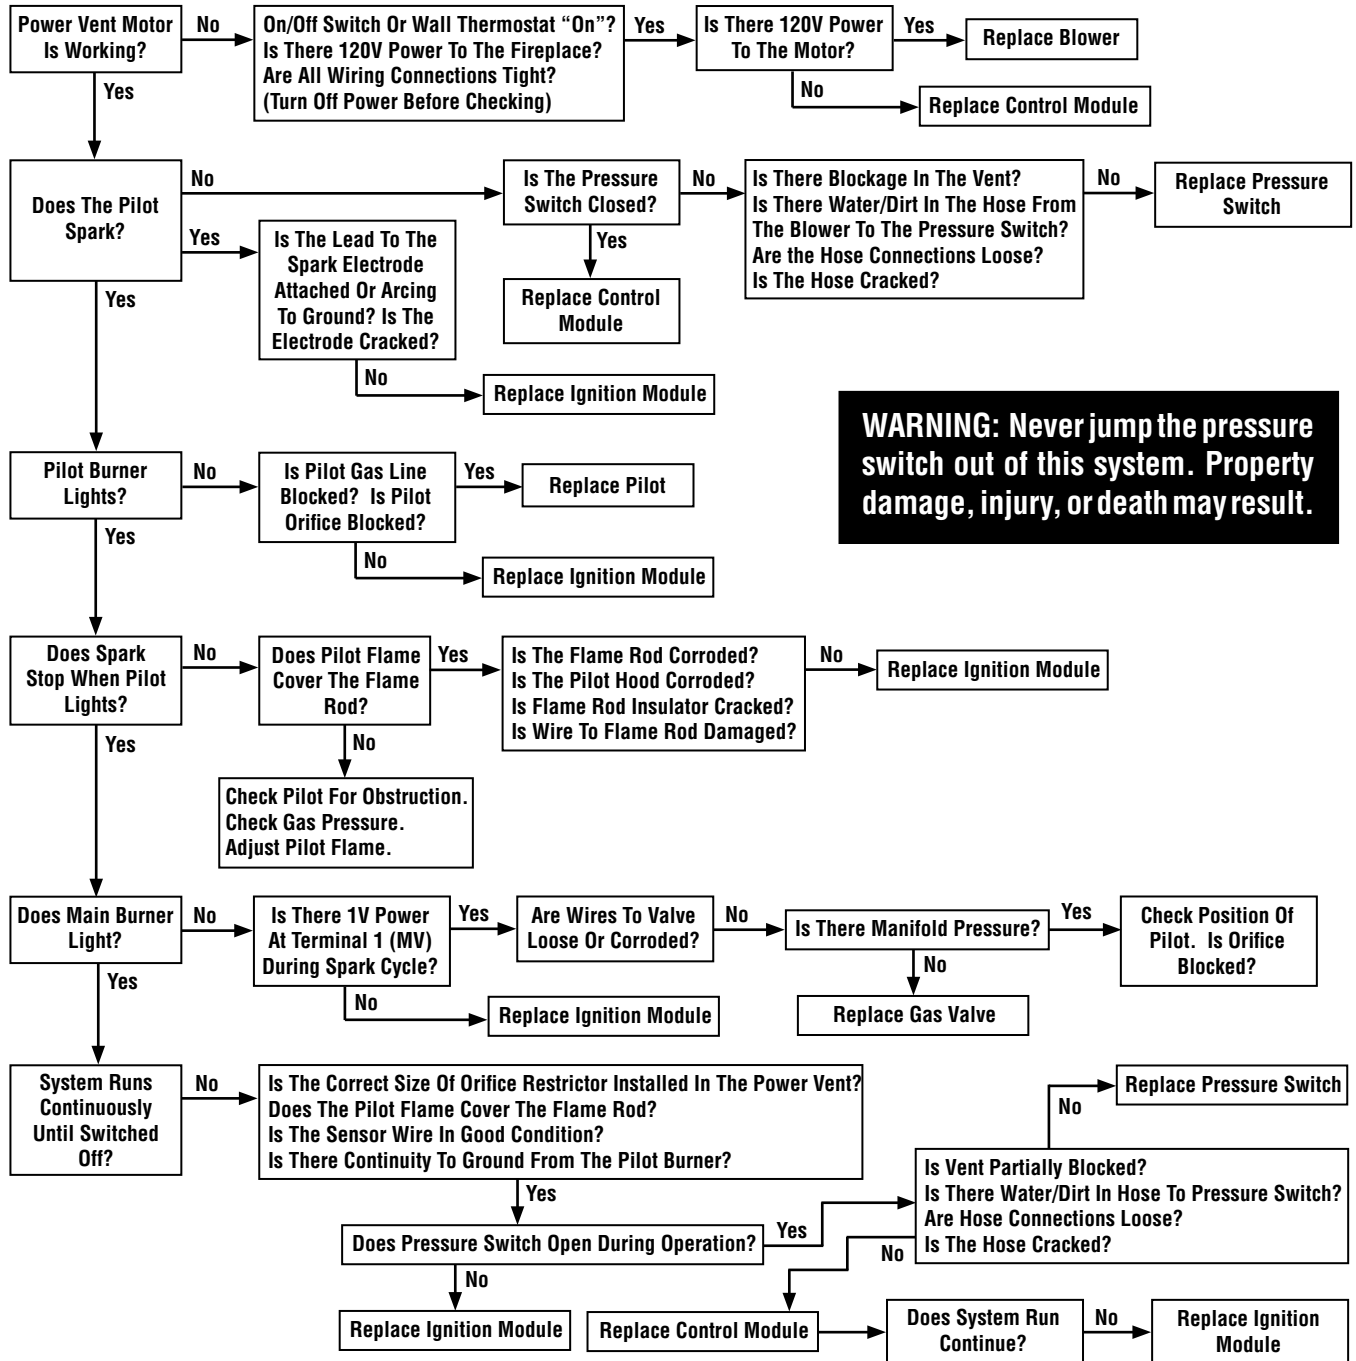 Power Vent Motor
Is Working?
No
On/Off Switch Or Wall Thermostat “On”?
Is There 120V Power To The Fireplace?
Are All Wiring Connections Tight?
(Turn Off Power Before Checking)
Yes
Is There 120V Power
To The Motor?
Yes
Replace Blower
No
Replace Control Module
Yes
Does The Pilot
Spark?
No
Is The Pressure
Switch Closed?
No
Is There Blockage In The Vent?
Is There Water/Dirt In The Hose From
The Blower To The Pressure Switch?
Are the Hose Connections Loose?
Is The Hose Cracked?
No
Replace Pressure
Switch
Yes
Replace Control
Module
Yes
Is The Lead To The
Spark Electrode
Attached Or Arcing
To Ground? Is The
Electrode Cracked?
No
Replace Ignition Module
Yes
WARNING: Never jump the pressure
switch out of this system. Property
damage, injury, or death may result.
Pilot Burner
Lights?
No
Is Pilot Gas Line
Blocked? Is Pilot
Orifice Blocked?
Yes
Replace Pilot
No
Replace Ignition Module
Yes
Does Spark
Stop When Pilot
Lights?
No
Does Pilot Flame
Cover The Flame
Rod?
Yes
Is The Flame Rod Corroded?
Is The Pilot Hood Corroded?
Is Flame Rod Insulator Cracked?
Is Wire To Flame Rod Damaged?
No
Replace Ignition Module
No
Check Pilot For Obstruction.
Check Gas Pressure.
Adjust Pilot Flame.
Yes
Does Main Burner
Light?
No
Is There 1V Power
At Terminal 1 (MV)
During Spark Cycle?
Yes
Are Wires To Valve
Loose Or Corroded?
No
Is There Manifold Pressure?
Yes
Check Position Of
Pilot. Is Orifice
Blocked?
No
Replace Gas Valve
No
Replace Ignition Module
Yes
System Runs
Continuously
Until Switched
Off?
No
Is The Correct Size Of Orifice Restrictor Installed In The Power Vent?
Does The Pilot Flame Cover The Flame Rod?
Is The Sensor Wire In Good Condition?
Is There Continuity To Ground From The Pilot Burner?
Yes
Does Pressure Switch Open During Operation?
Yes
Is Vent Partially Blocked?
Is There Water/Dirt In Hose To Pressure Switch?
Are Hose Connections Loose?
Is The Hose Cracked?
No
Replace Pressure Switch
No
Replace Control Module
Does System Run
Continue?
No
Replace Ignition
Module
No
Replace Ignition Module